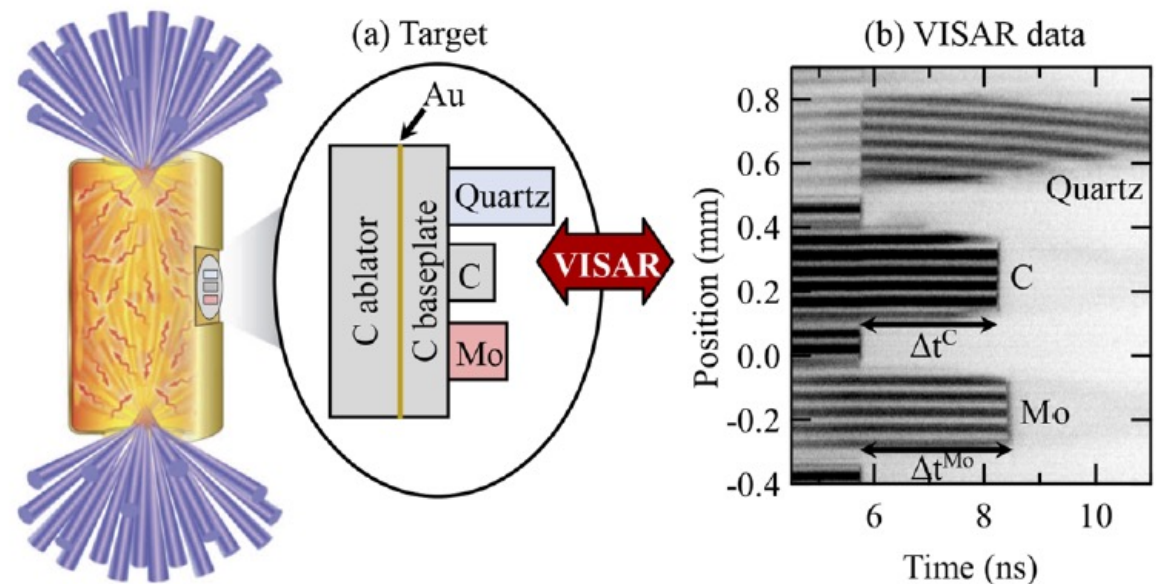 (a) Target
Au
C ablator
C baseplate
Quartz
C
Mo
VISAR
(b) VISAR data
Position (mm)
0.8
0.6
0.4
0.2
0.0
-0.2
-0.4
Quartz
C
Δt^C
Mo
Δt^Mo
6 8 10
Time (ns)